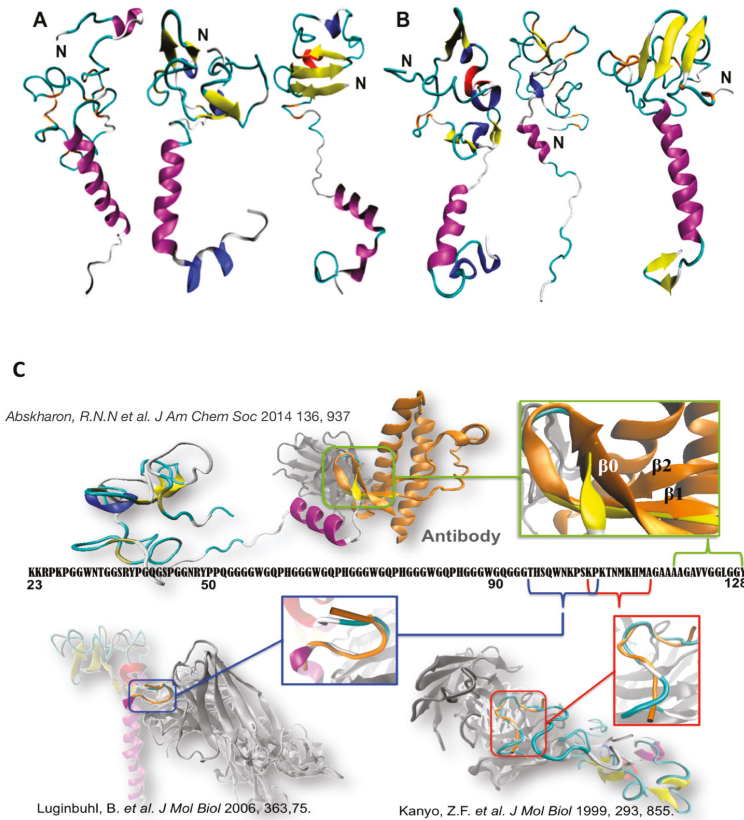 A
B
N
N
N
N
N
N
C
Abskharon, R.N.N et al. J Am Chem Soc 2014 136, 937
β0
β2
β1
Antibody
KKRPKPGGWNTGGSRYPGQGSPGGNRYPPQGGGGWGQPHGGGWGQPHGGGWGQPHGGGWGQPHGGGWGQGGGTHSQWNKPSKPKTNMKHMAGAAAAGAVVGGLGGY
23 50 90 128
Luginbuhl, B. et al. J Mol Biol 2006, 363,75.
Kanyo, Z.F. et al. J Mol Biol 1999, 293, 855.